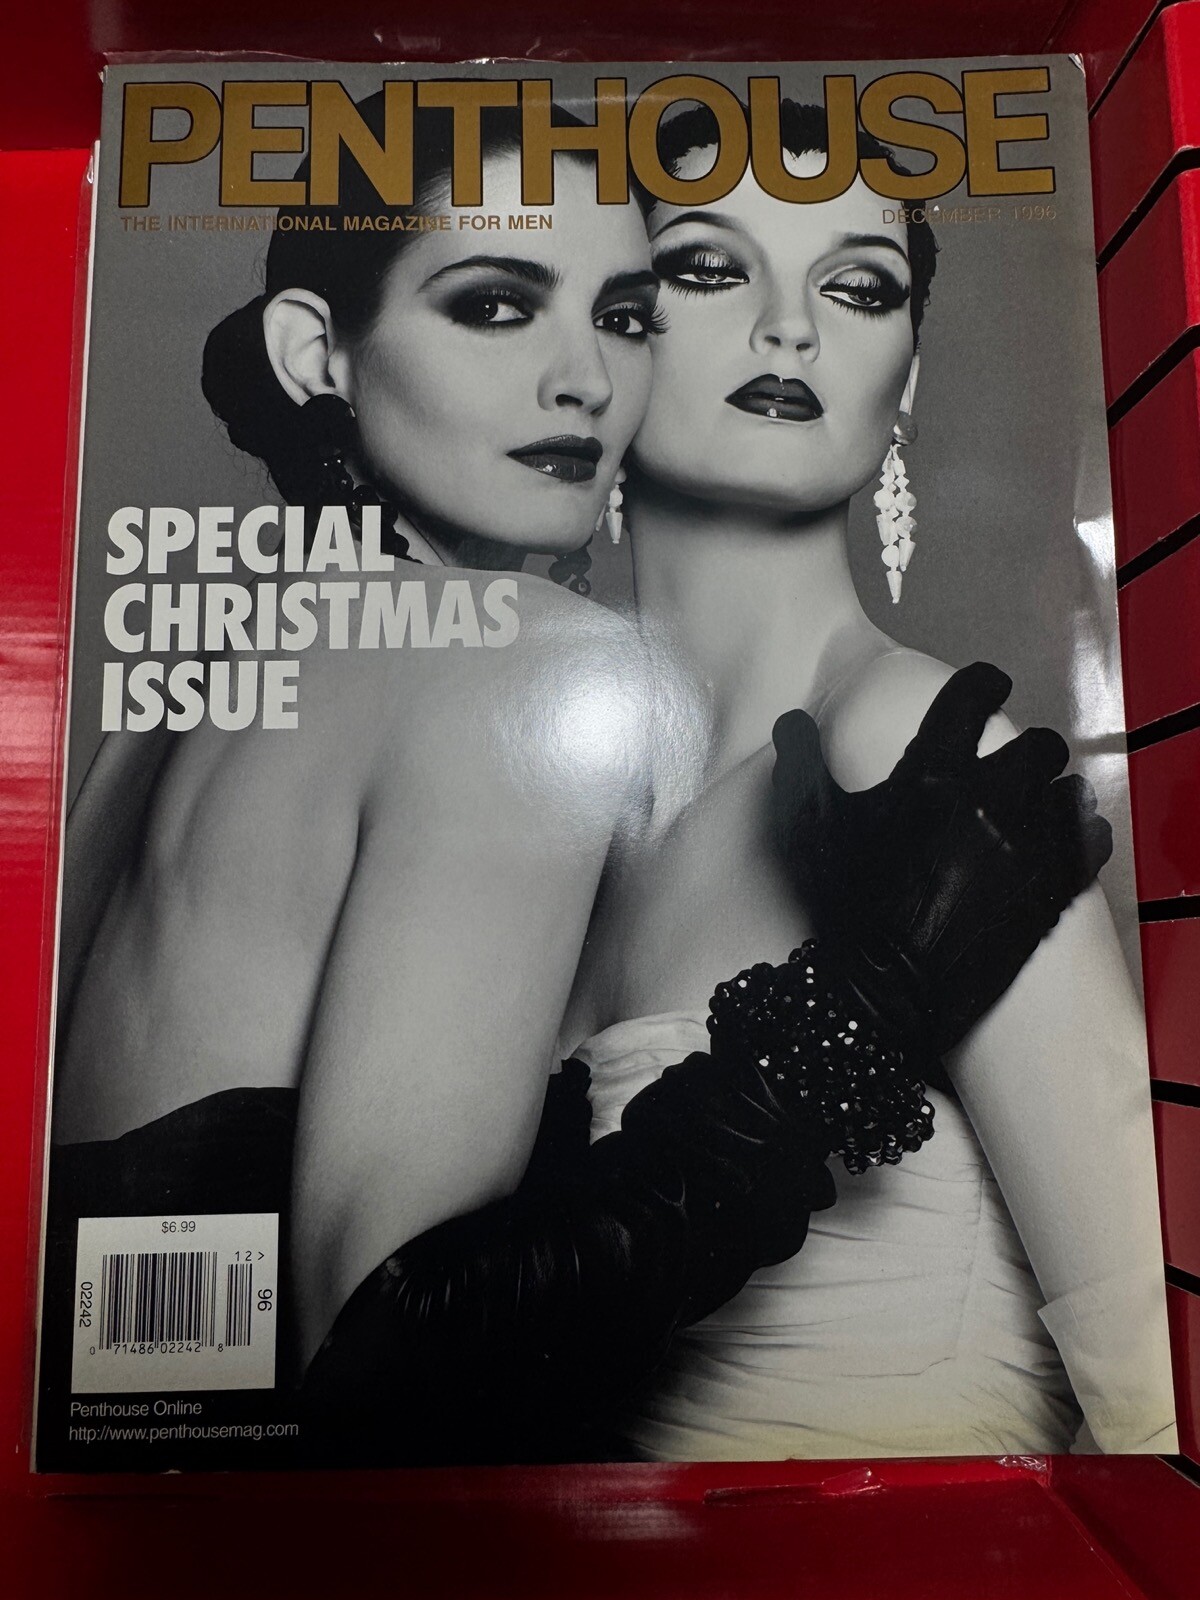 PENTHOUSE
THE INTERNATIONAL MAGAZINE FOR MEN
DECEMBER 1996
SPECIAL
CHRISTMAS
ISSUE
$6.99
12>
96
02242
0 71486 02242 8
Penthouse Online
http://www.penthousemag.com